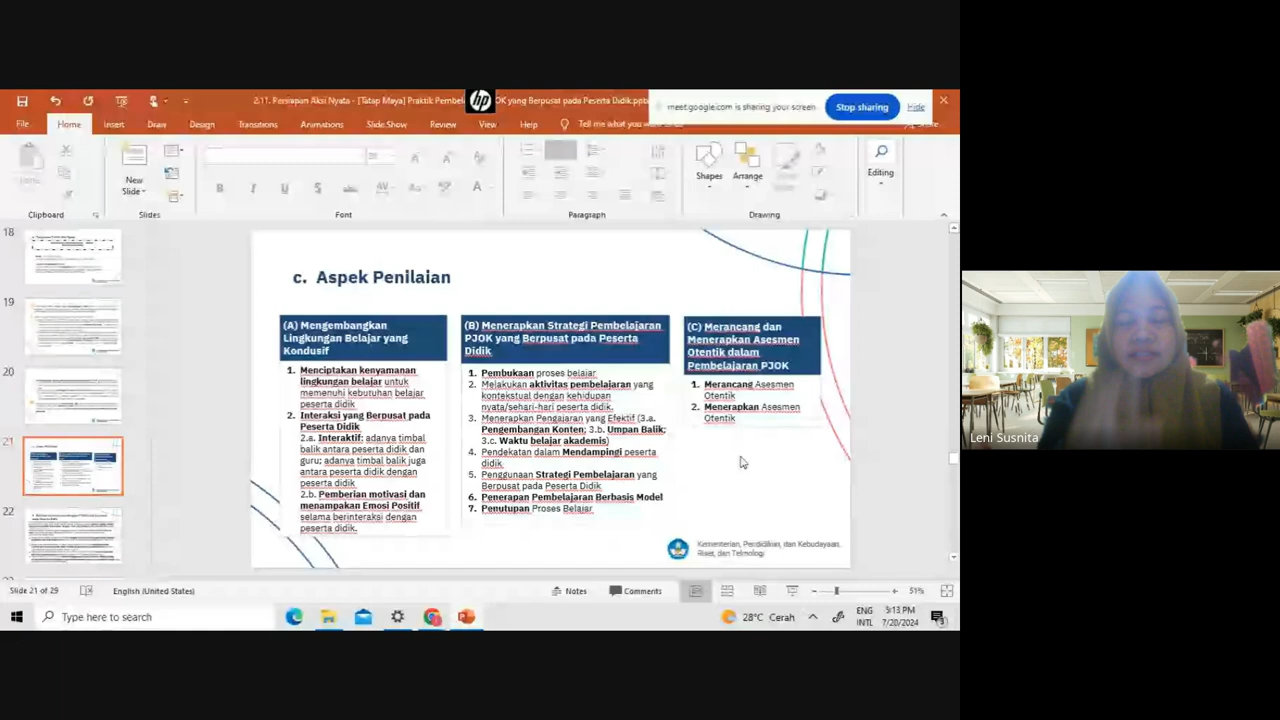 2.11. Persiapan Aksi Nyata - [Tatap Maya] Praktik Pembel
OK yang Berpusat pada Peserta Didik.pptx
meet.google.com is sharing your screen
Stop sharing
Hide
File
Home
Insert
Draw
Design
Transitions
Animations
Slide Show
Review
View
Help
Tell me what you want
New
Slide
Shapes
Arrange
Editing
Clipboard
Slides
Font
Paragraph
Drawing
18
19
20
21
22
c. Aspek Penilaian
(A) Mengembangkan
Lingkungan Belajar yang
Kondusif
1. Menciptakan kenyamanan
lingkungan belajar untuk
memenuhi kebutuhan belajar
peserta didik
2. Interaksi yang Berpusat pada
Peserta Didik
2.a. Interaktif: adanya timbal
balik antara peserta didik dan
guru; adanya timbal balik juga
antara peserta didik dengan
peserta didik
2.b. Pemberian motivasi dan
menampakan Emosi Positif
selama berinteraksi dengan
peserta didik.
(B) Menerapkan Strategi Pembelajaran
PJOK yang Berpusat pada Peserta
Didik
1. Pembukaan proses belajar
2. Melakukan aktivitas pembelajaran yang
kontekstual dengan kehidupan
nyata/sehari-hari peserta didik.
3. Menerapkan Pengajaran yang Efektif (3.a.
Pengembangan Konten; 3.b. Umpan Balik;
3.c. Waktu belajar akademis)
4. Pendekatan dalam Mendampingi peserta
didik
5. Penggunaan Strategi Pembelajaran yang
Berpusat pada Peserta Didik
6. Penerapan Pembelajaran Berbasis Model
7. Penutupan Proses Belajar
(C) Merancang dan
Menerapkan Asesmen
Otentik dalam
Pembelajaran PJOK
1. Merancang Asesmen
Otentik
2. Menerapkan Asesmen
Otentik
Kementerian, Pendidikan, dan Kebudayaan,
Riset, dan Teknologi
Leni Susnita
Slide 21 of 29
English (United States)
Notes
Comments
51%
Type here to search
28°C Cerah
ENG
INTL
5:13 PM
7/20/2024
3
hp